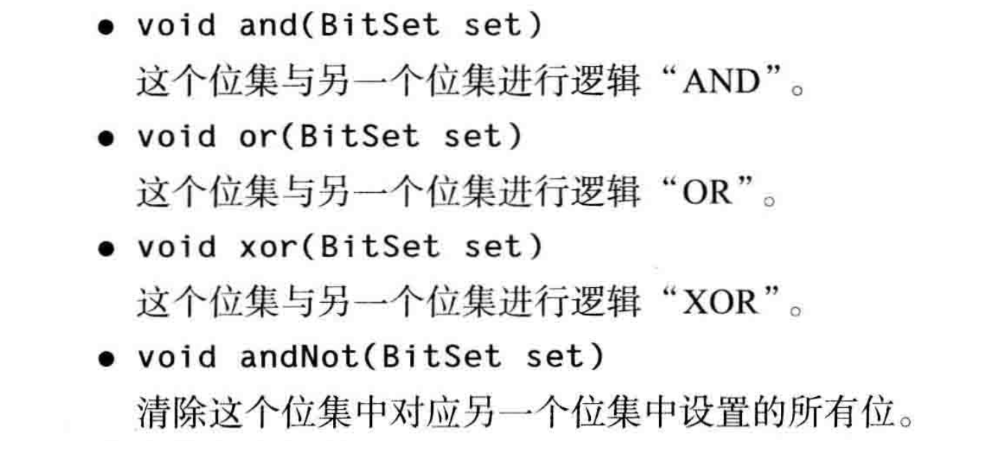 ● void and(BitSet set)
这个位集与另一个位集进行逻辑“AND”。
● void or(BitSet set)
这个位集与另一个位集进行逻辑“OR”。
● void xor(BitSet set)
这个位集与另一个位集进行逻辑“XOR”。
● void andNot(BitSet set)
清除这个位集中对应另一个位集中设置的所有位。